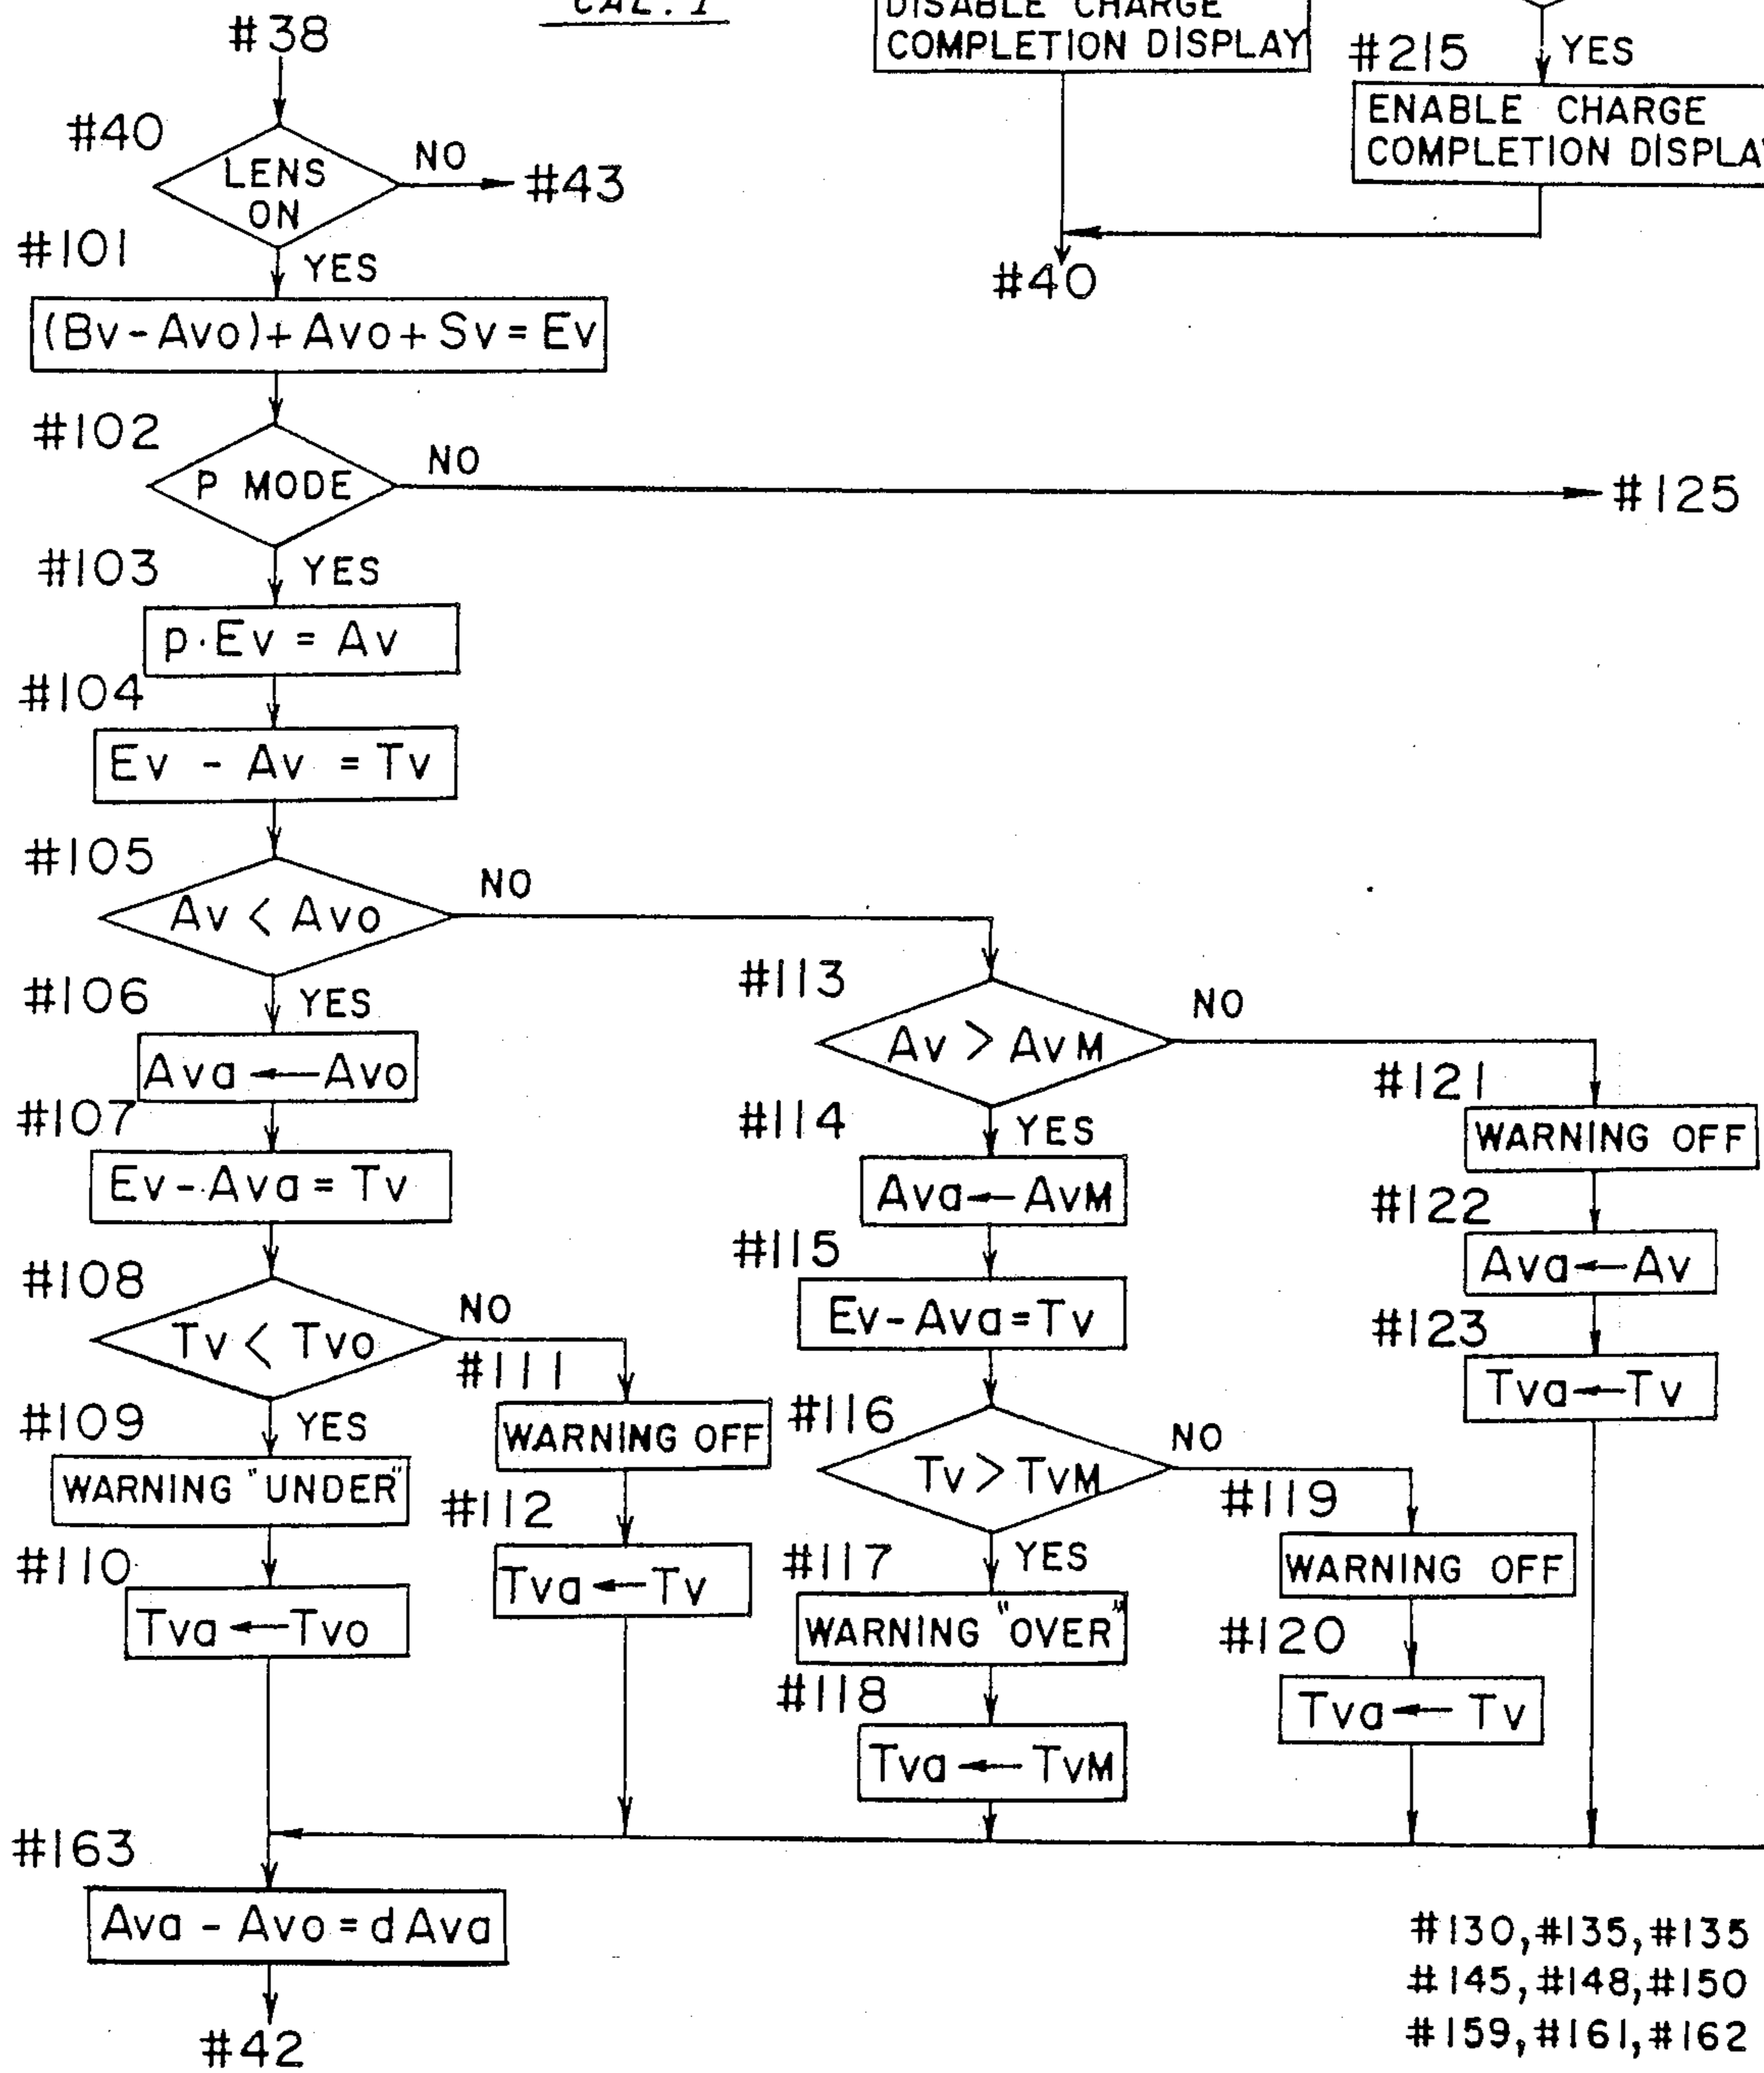 CAL. 1
#38
#40
LENS
ON
NO
#43
#101
YES
(Bv-Avo)+Avo+Sv=Ev
#102
P MODE
NO
#125
#103
YES
p·Ev = Av
#104
Ev - Av = Tv
#105
Av < Avo
NO
#106
YES
Ava ← Avo
#107
Ev-Ava=Tv
#108
Tv < Tvo
NO
#109
YES
WARNING "UNDER"
#110
Tva ← Tvo
#111
WARNING OFF
#112
Tva ← Tv
#113
Av > AvM
NO
#114
YES
Ava ← AvM
#115
Ev-Ava=Tv
#116
Tv > TvM
NO
#117
YES
WARNING "OVER"
#118
Tva ← TvM
#119
WARNING OFF
#120
Tva ← Tv
#121
WARNING OFF
#122
Ava ← Av
#123
Tva ← Tv
#163
Ava - Avo = dAva
#42
DISABLE CHARGE
COMPLETION DISPLAY
#40
#215
YES
ENABLE CHARGE
COMPLETION DISPLAY
#130,#135,#135
#145,#148,#150
#159,#161,#162